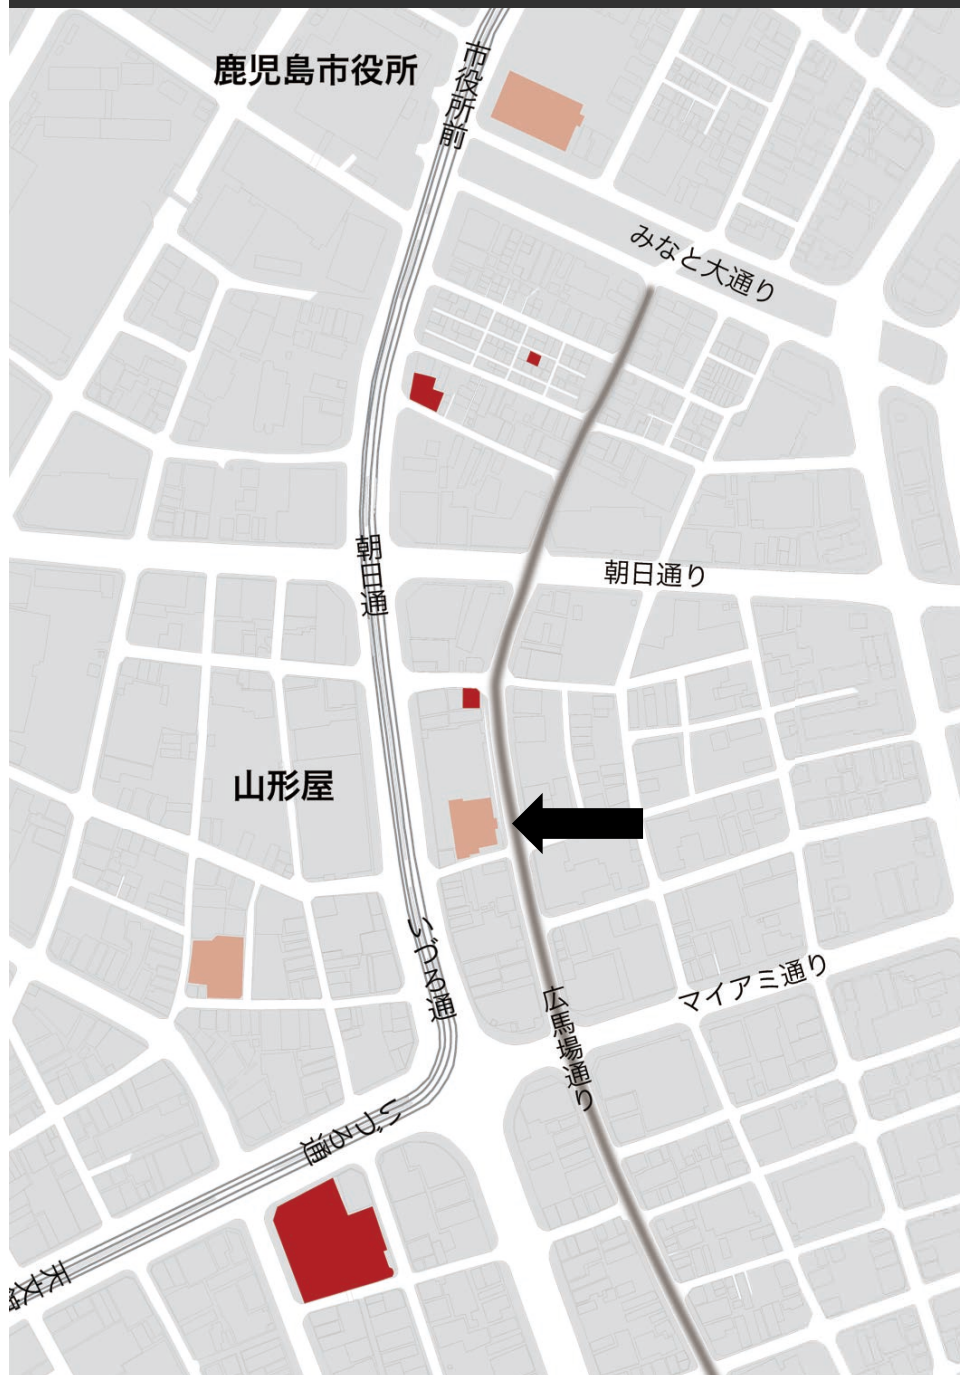 鹿児島市役所
市役所前
みなと大通り
朝日通
朝日通り
山形屋
いづろ通
マイアミ通り
広馬場通り
いづろ通